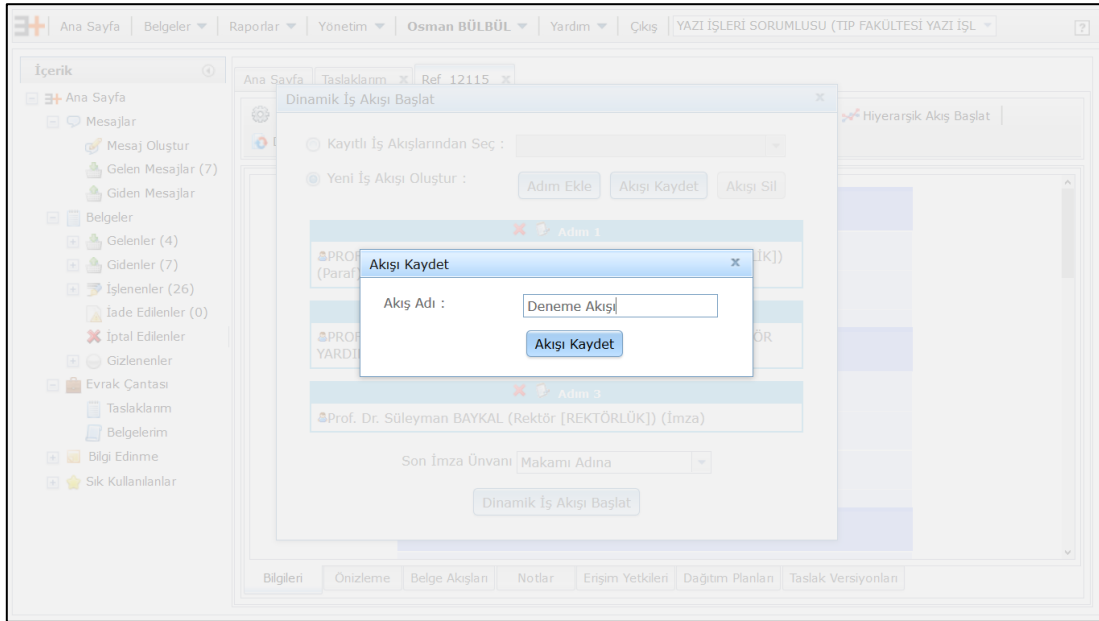 Ana Sayfa Belgeler Raporlar Yönetim Osman BÜLBÜL Yardım Çıkış YAZI İŞLERİ SORUMLUSU (TIP FAKÜLTESİ YAZI İŞL ?
İçerik
Ana Sayfa
Mesajlar
Mesaj Oluştur
Gelen Mesajlar (7)
Giden Mesajlar
Belgeler
Gelenler (4)
Gidenler (7)
İşlenenler (26)
İade Edilenler (0)
İptal Edilenler
Gizlenenler
Evrak Çantası
Taslaklarım
Belgelerim
Bilgi Edinme
Sık Kullanılanlar
Ana Sayfa Taslaklarım x Ref 12115 x
Dinamik İş Akışı Başlat x
Hiyerarşik Akış Başlat
Kayıtlı İş Akışlarından Seç :
Yeni İş Akışı Oluştur : Adım Ekle Akışı Kaydet Akışı Sil
Adım 1
PROF LİK])
(Paraf)
Akışı Kaydet x
Akış Adı : Deneme Akışı
Akışı Kaydet
PROF ÖR
YARDI
Adım 3
Prof. Dr. Süleyman BAYKAL (Rektör [REKTÖRLÜK]) (İmza)
Son İmza Ünvanı Makamı Adına
Dinamik İş Akışı Başlat
Bilgileri Önizleme Belge Akışları Notlar Erişim Yetkileri Dağıtım Planları Taslak Versiyonları